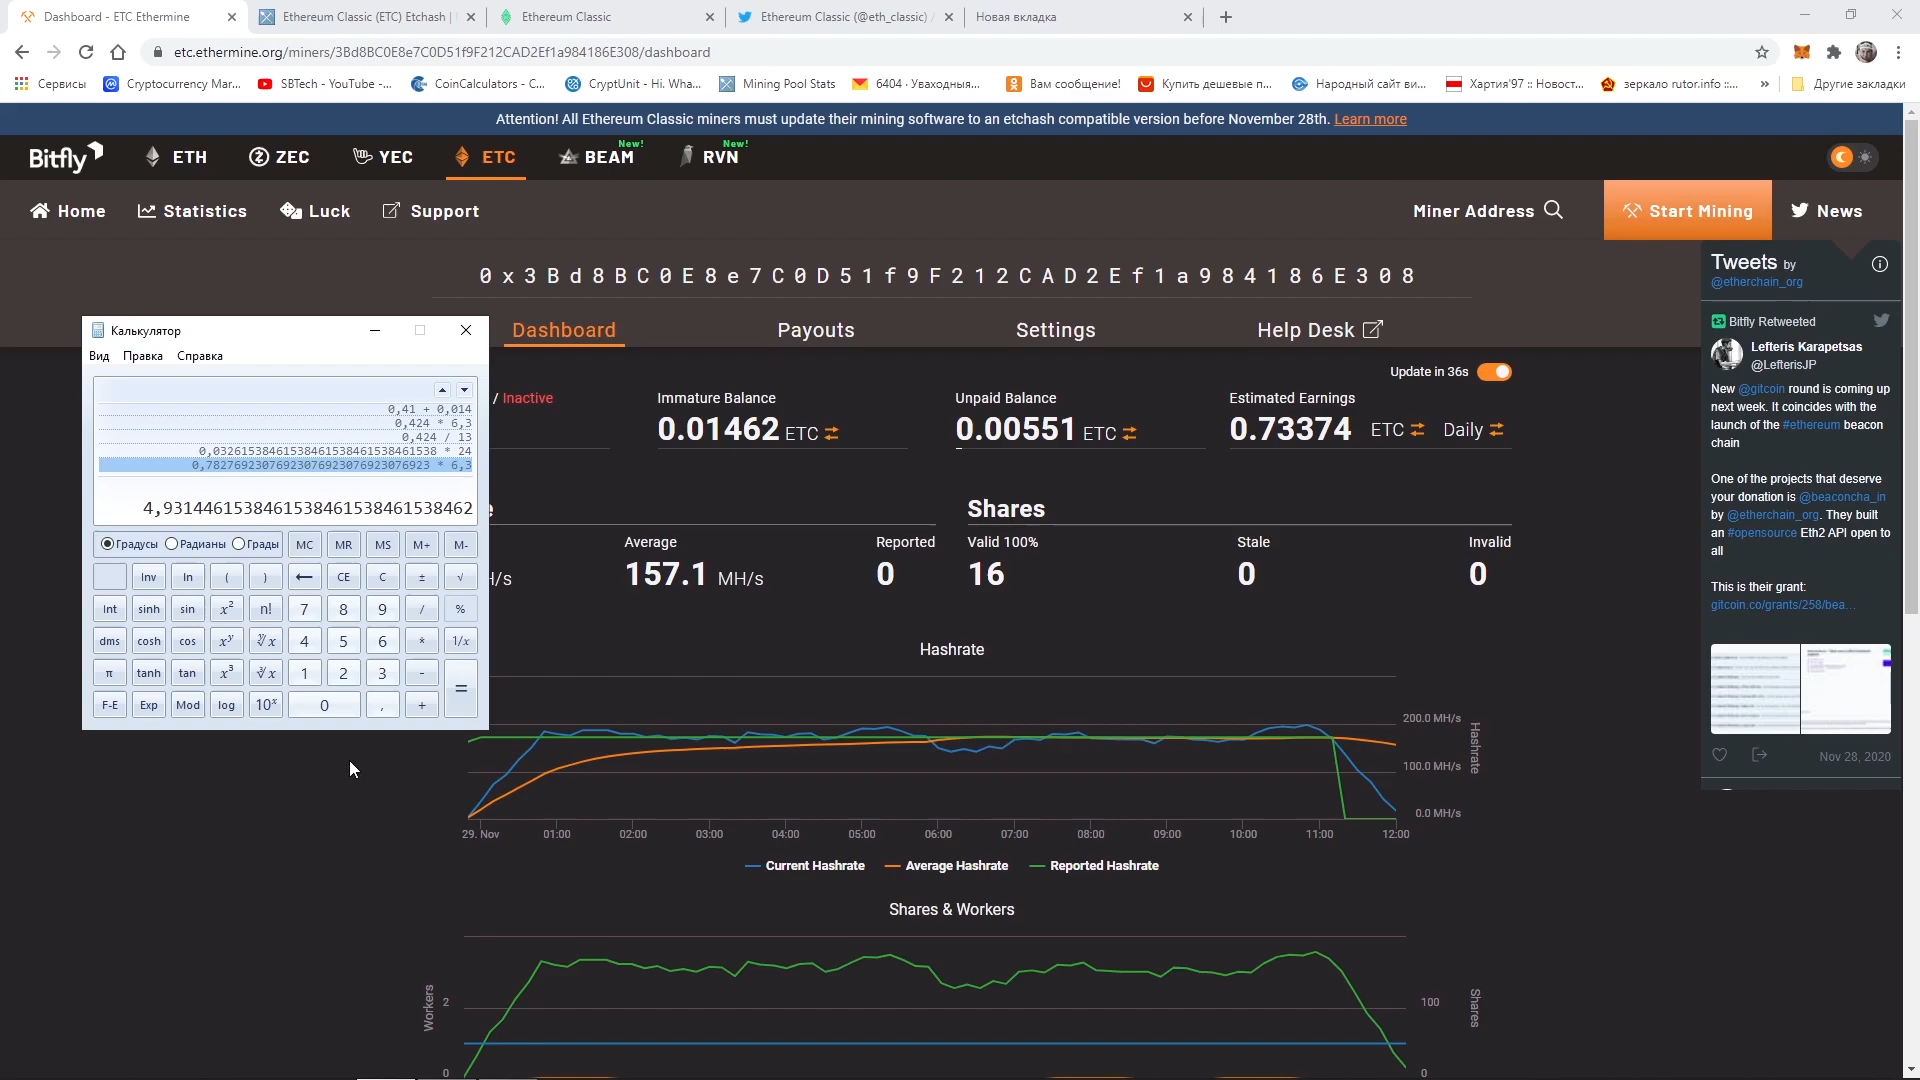 Dashboard - ETC Ethermine
Ethereum Classic (ETC) Etchash |
Ethereum Classic
Ethereum Classic (@eth_classic) /
Новая вкладка
etc.ethermine.org/miners/3Bd8BC0E8e7C0D51f9F212CAD2Ef1a984186E308/dashboard
Сервисы
Cryptocurrency Mar...
SBTech - YouTube -...
CoinCalculators - C...
CryptUnit - Hi. Wha...
Mining Pool Stats
6404 · Уваходныя...
Вам сообщение!
Купить дешевые п...
Народный сайт ви...
Хартия'97 :: Новост...
зеркало rutor.info ::...
»
Другие закладки
Attention! All Ethereum Classic miners must update their mining software to an etchash compatible version before November 28th. Learn more
Bitfly
ETH
ZEC
YEC
ETC
BEAM New!
RVN New!
Home
Statistics
Luck
Support
Miner Address
Start Mining
News
0x3Bd8BC0E8e7C0D51f9F212CAD2Ef1a984186E308
Dashboard
Payouts
Settings
Help Desk
Update in 36s
/ Inactive
Immature Balance
0.01462 ETC
Unpaid Balance
0.00551 ETC
Estimated Earnings
0.73374 ETC Daily
Shares
Average
157.1 MH/s
Reported
0
Valid 100%
16
Stale
0
Invalid
0
Hashrate
200.0 MH/s
100.0 MH/s
0.0 MH/s
Hashrate
29. Nov 01:00 02:00 03:00 04:00 05:00 06:00 07:00 08:00 09:00 10:00 11:00 12:00
Current Hashrate Average Hashrate Reported Hashrate
Shares & Workers
Workers
2
0
100
0
Shares
Калькулятор
Вид Правка Справка
0,41 + 0,014
0,424 * 6,3
0,424 / 13
0,03261538461538461538461538461538 * 24
0,78276923076923076923076923076923 * 6,3
4,9314461538461538461538461538462
Градусы Радианы Грады MC MR MS M+ M-
Inv ln ( ) ← CE C ± √
Int sinh sin x² n! 7 8 9 / %
dms cosh cos xʸ ʸ√x 4 5 6 * 1/x
π tanh tan x³ ³√x 1 2 3 - =
F-E Exp Mod log 10ˣ 0 , +
Tweets by
@etherchain_org
Bitfly Retweeted
Lefteris Karapetsas
@LefterisJP
New @gitcoin round is coming up
next week. It coincides with the
launch of the #ethereum beacon
chain
One of the projects that deserve
your donation is @beaconcha_in
by @etherchain_org. They built
an #opensource Eth2 API open to
all
This is their grant:
gitcoin.co/grants/258/bea...
Nov 28, 2020